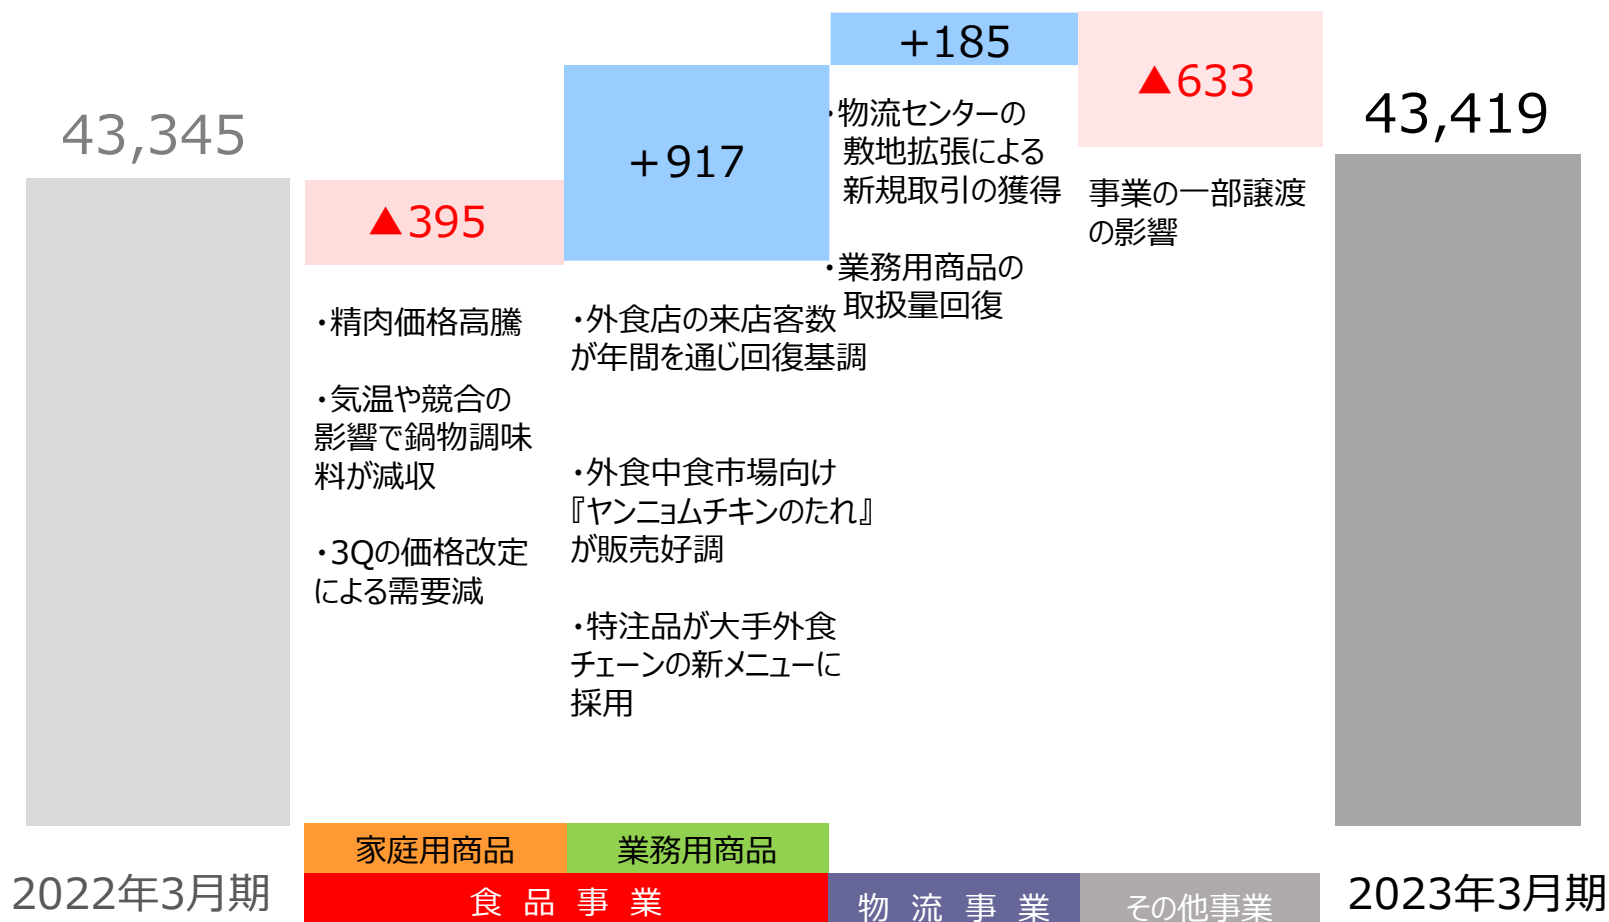 43,345
▲395
・精肉価格高騰
・気温や競合の
影響で鍋物調味
料が減収
・3Qの価格改定
による需要減
+917
・外食店の来店客数
が年間を通じ回復基調
・外食中食市場向け
『ヤンニョムチキンのたれ』
が販売好調
・特注品が大手外食
チェーンの新メニューに
採用
+185
・物流センターの
敷地拡張による
新規取引の獲得
・業務用商品の
取扱量回復
▲633
事業の一部譲渡
の影響
43,419
家庭用商品
業務用商品
2022年3月期
食品事業
物流事業
その他事業
2023年3月期